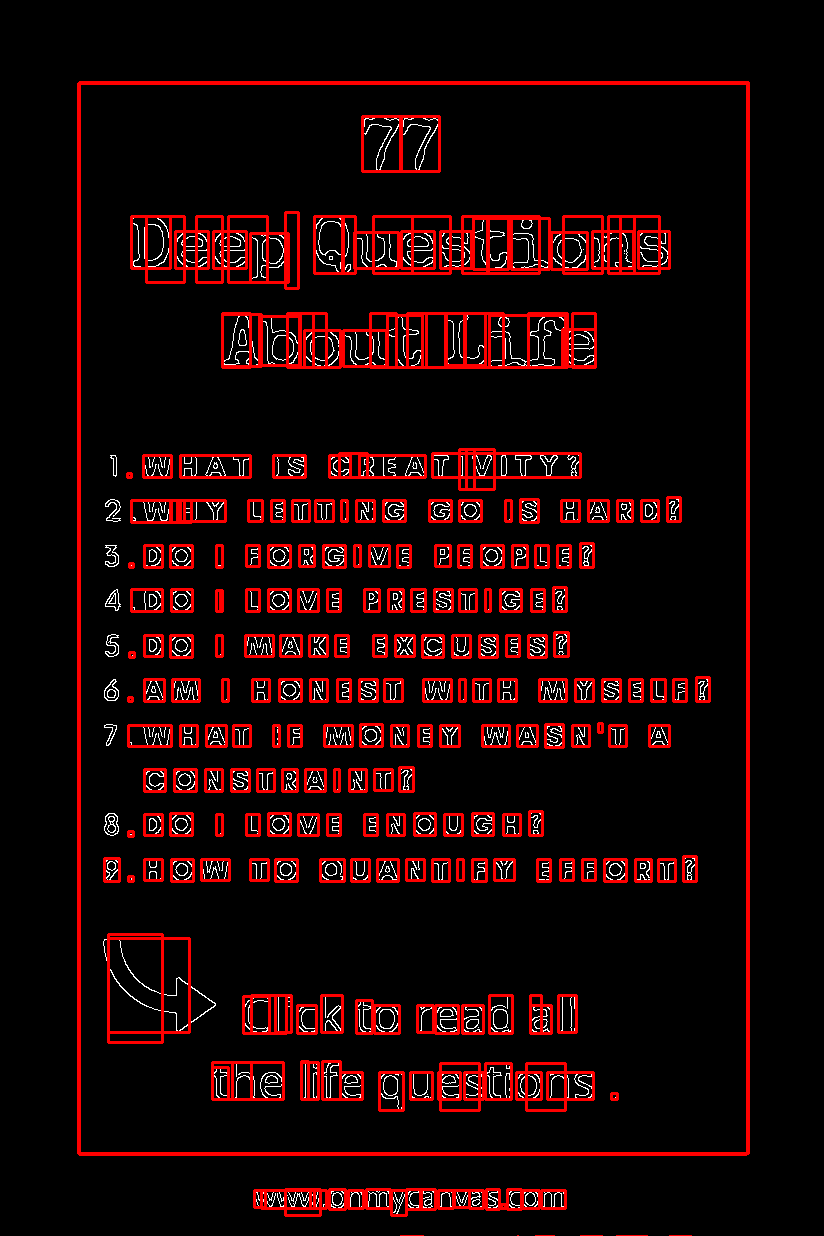 77
Deep Questions
About Life
1. WHAT IS CREATIVITY?
2. WHY LETTING GO IS HARD?
3. DO I FORGIVE PEOPLE?
4. DO I LOVE PRESTIGE?
5. DO I MAKE EXCUSES?
6. AM I HONEST WITH MYSELF?
7. WHAT IF MONEY WASN'T A
CONSTRAINT?
8. DO I LOVE ENOUGH?
9. HOW TO QUANTIFY EFFORT?
Click to read all
the life questions .
www.onmycanvas.com